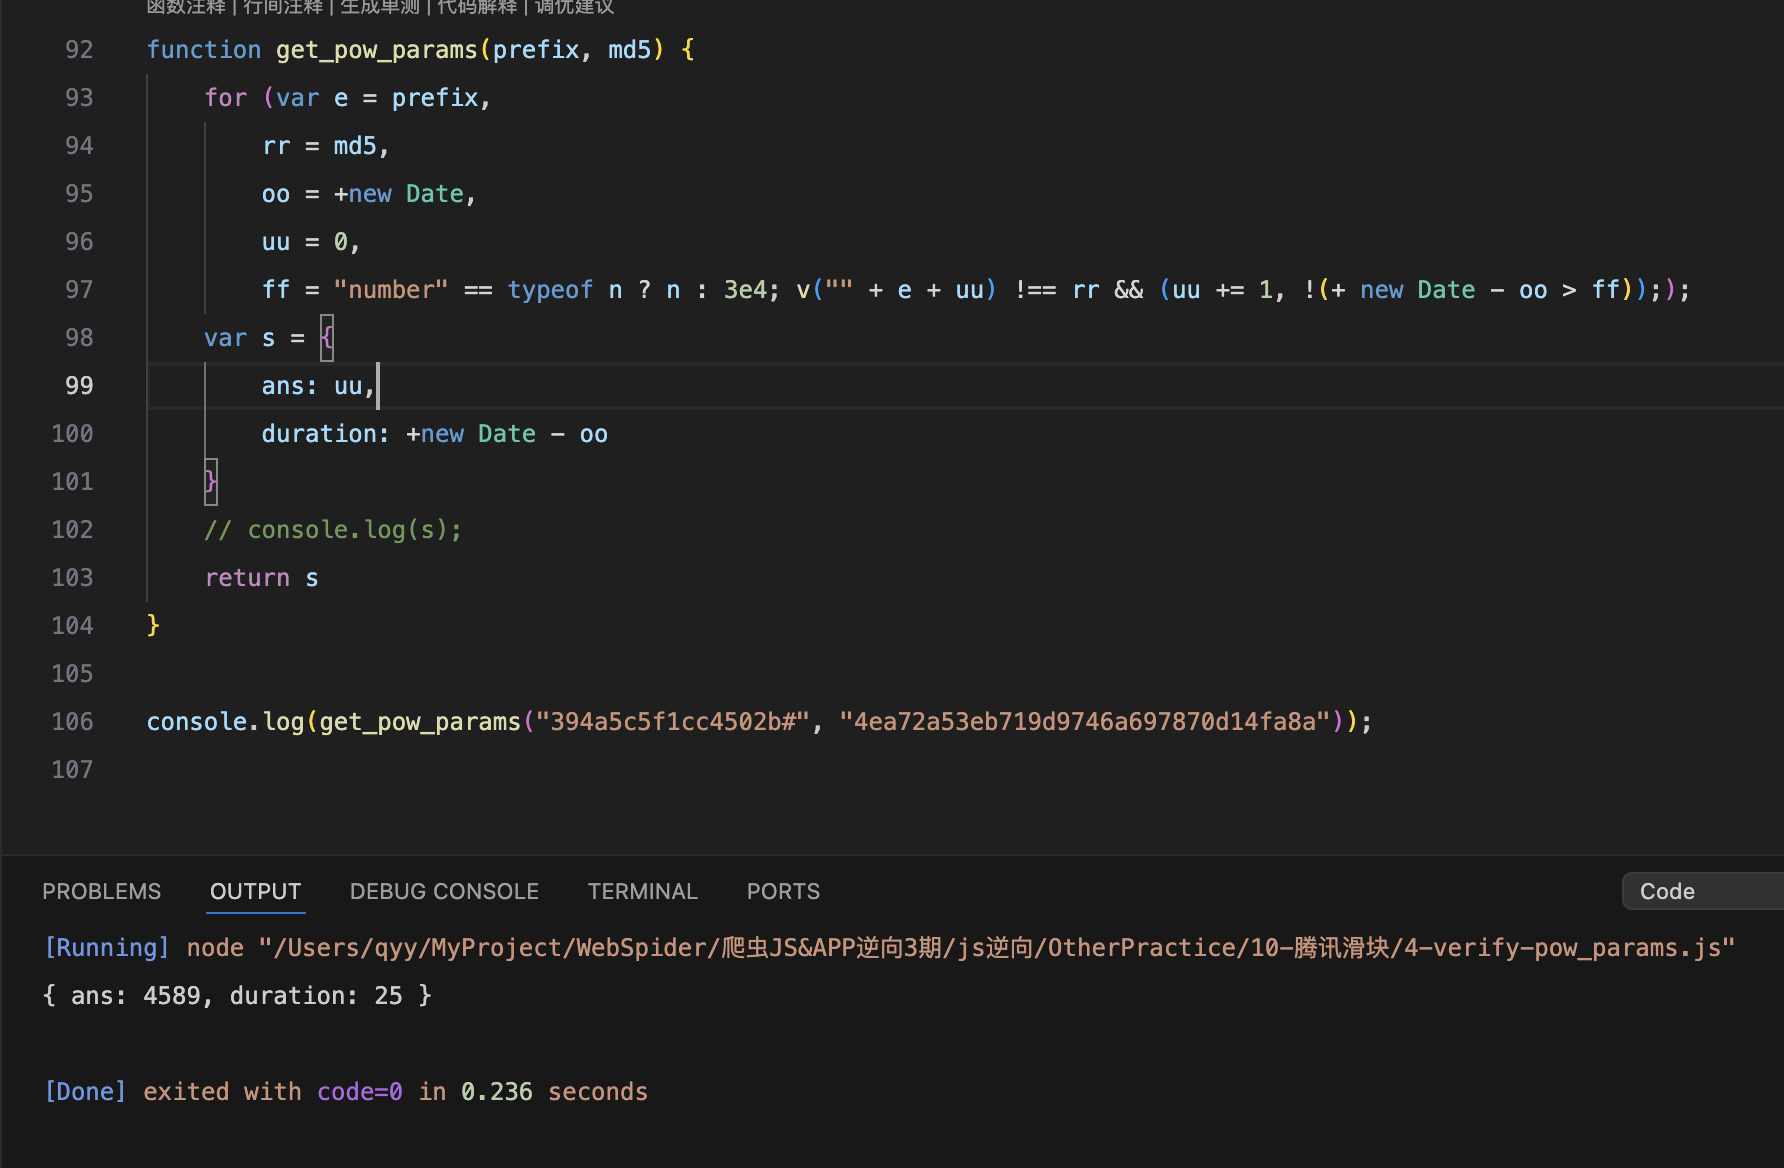 函数注释 | 行间注释 | 生成单测 | 代码解释 | 调优建议
92 function get_pow_params(prefix, md5) {
93 for (var e = prefix,
94 rr = md5,
95 oo = +new Date,
96 uu = 0,
97 ff = "number" == typeof n ? n : 3e4; v("" + e + uu) !== rr && (uu += 1, !(+ new Date - oo > ff)););
98 var s = {
99 ans: uu,
100 duration: +new Date - oo
101 }
102 // console.log(s);
103 return s
104 }
105
106 console.log(get_pow_params("394a5c5f1cc4502b#", "4ea72a53eb719d9746a697870d14fa8a"));
107
PROBLEMS OUTPUT DEBUG CONSOLE TERMINAL PORTS Code
[Running] node "/Users/qyy/MyProject/WebSpider/爬虫JS&APP逆向3期/js逆向/OtherPractice/10-腾讯滑块/4-verify-pow_params.js"
{ ans: 4589, duration: 25 }
[Done] exited with code=0 in 0.236 seconds